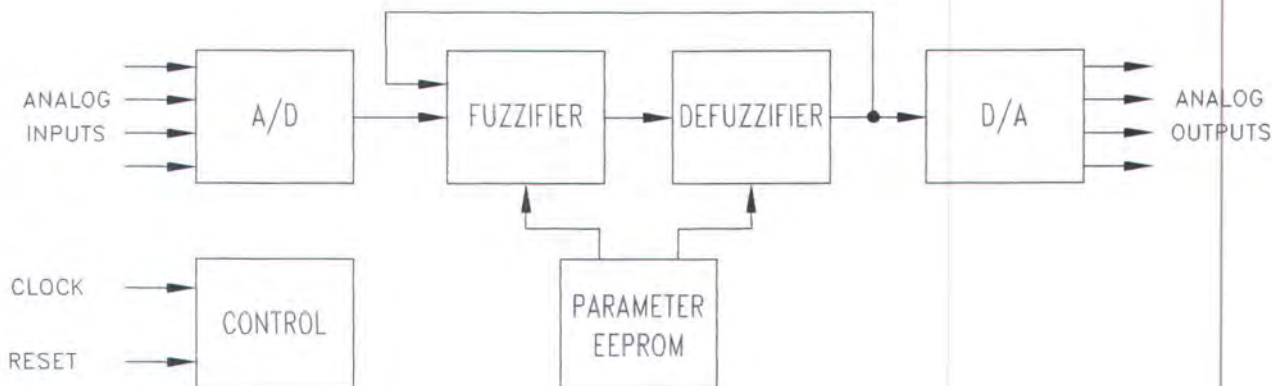 ANALOG
INPUTS
A/D
FUZZIFIER
DEFUZZIFIER
D/A
ANALOG
OUTPUTS
CLOCK
RESET
CONTROL
PARAMETER
EEPROM